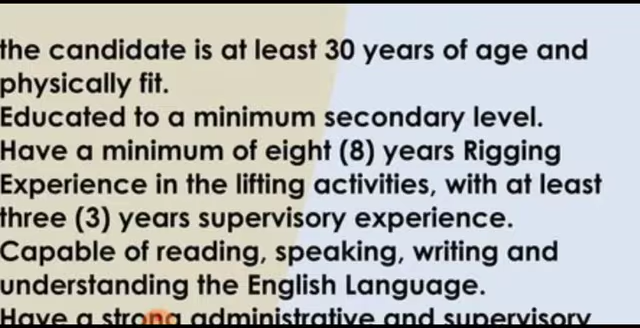 the candidate is at least 30 years of age and
physically fit.
Educated to a minimum secondary level.
Have a minimum of eight (8) years Rigging
Experience in the lifting activities, with at least
three (3) years supervisory experience.
Capable of reading, speaking, writing and
understanding the English Language.
Have a strong administrative and supervisory